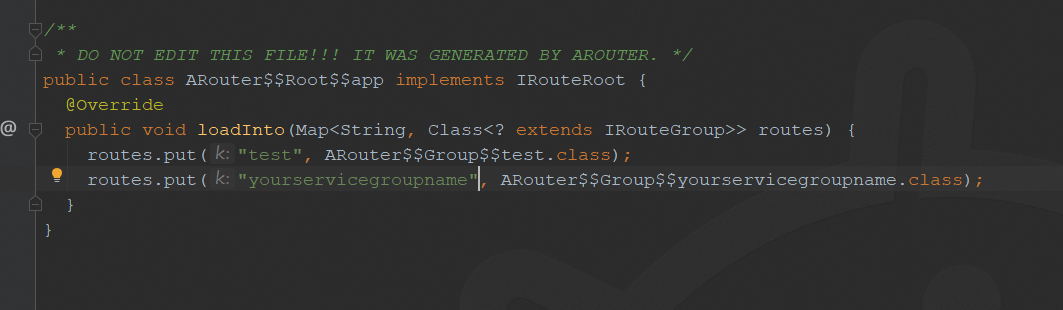 /**
 * DO NOT EDIT THIS FILE!!! IT WAS GENERATED BY AROUTER. */
public class ARouter$$Root$$app implements IRouteRoot {
  @Override
@ public void loadInto(Map<String, Class<? extends IRouteGroup>> routes) {
    routes.put( k: "test", ARouter$$Group$$test.class);
    routes.put( k: "yourservicegroupname", ARouter$$Group$$yourservicegroupname.class);
  }
}